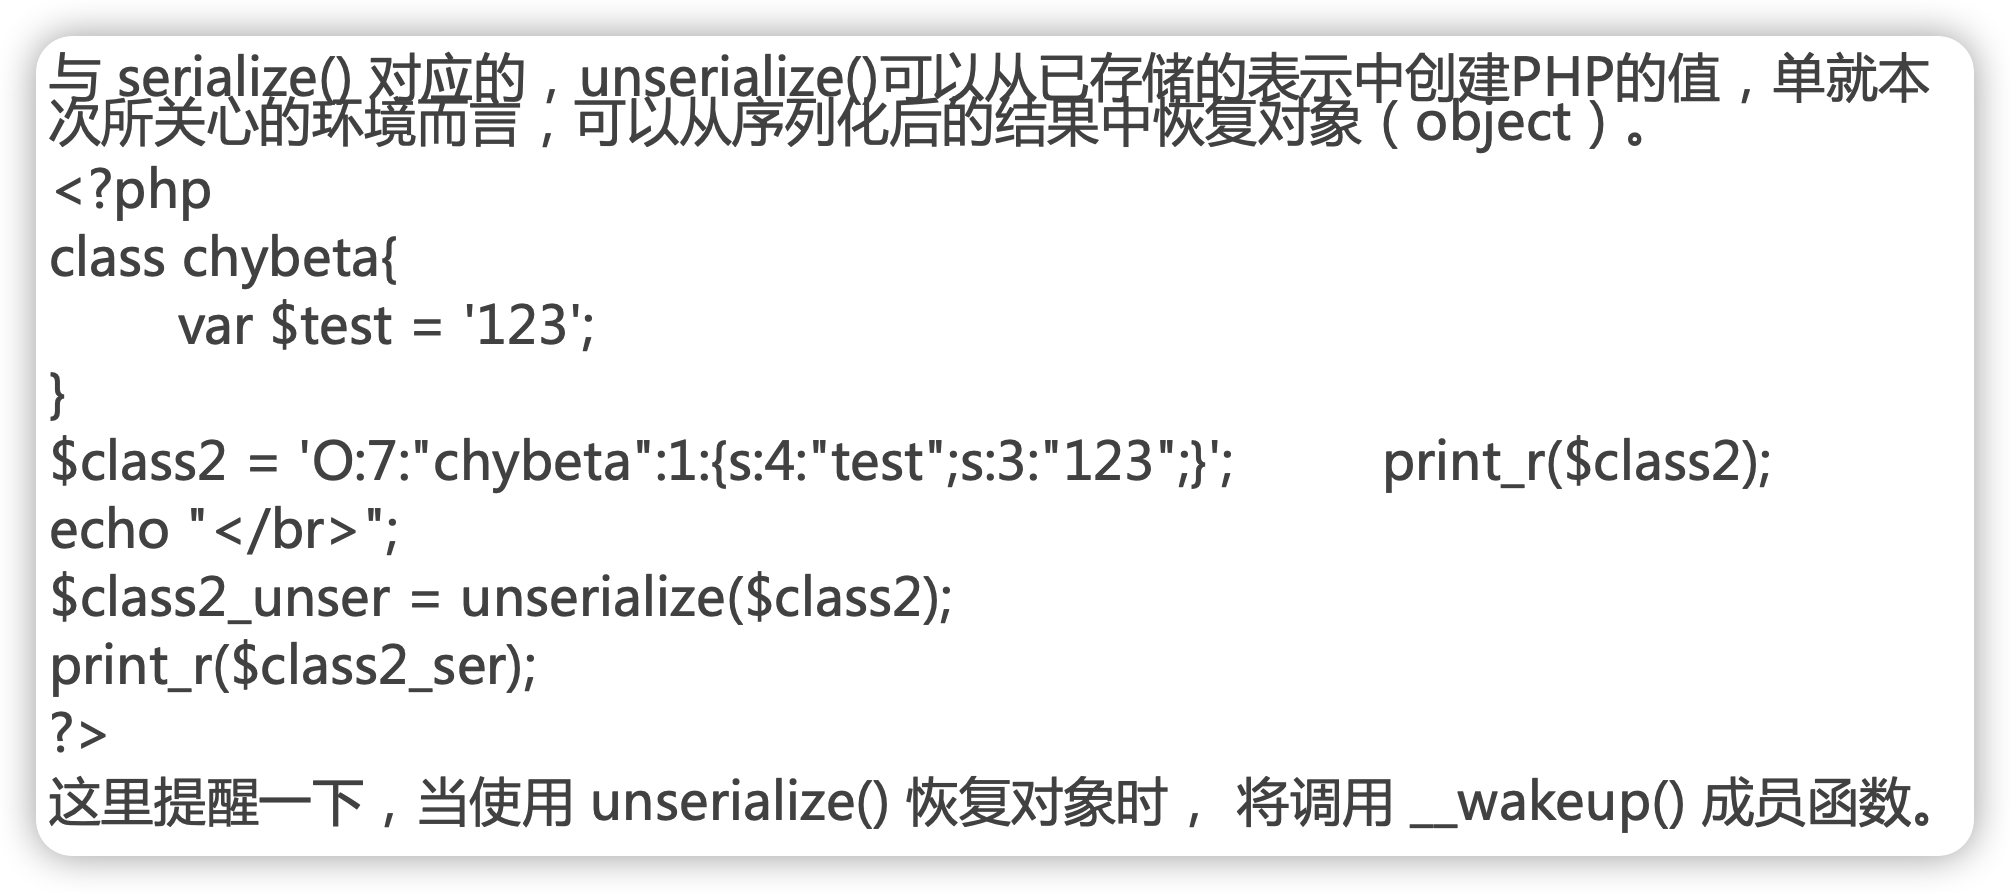 与 serialize() 对应的，unserialize()可以从已存储的表示中创建PHP的值，单就本
次所关心的环境而言，可以从序列化后的结果中恢复对象（object）。
<?php
class chybeta{
        var $test = '123';
}
$class2 = 'O:7:"chybeta":1:{s:4:"test";s:3:"123";}';        print_r($class2);
echo "</br>";
$class2_unser = unserialize($class2);
print_r($class2_ser);
?>
这里提醒一下，当使用 unserialize() 恢复对象时， 将调用 __wakeup() 成员函数。